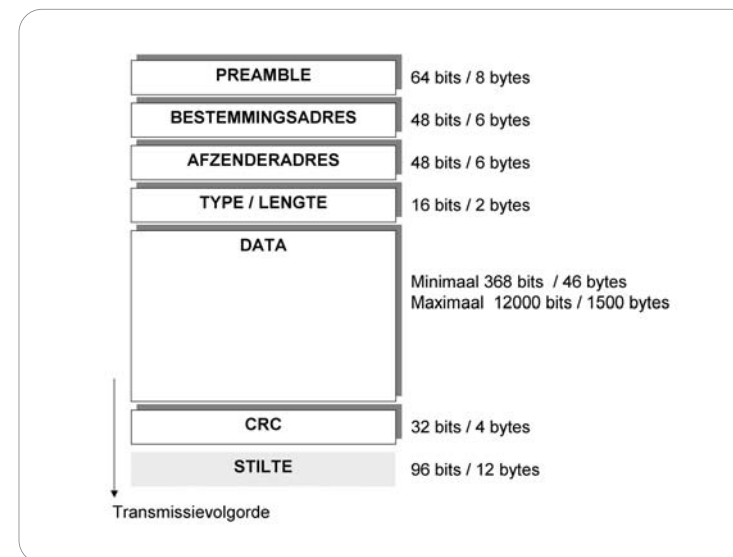 PREAMBLE 64 bits / 8 bytes
BESTEMMINGSADRES 48 bits / 6 bytes
AFZENDERADRES 48 bits / 6 bytes
TYPE / LENGTE 16 bits / 2 bytes
DATA
Minimaal 368 bits / 46 bytes
Maximaal 12000 bits / 1500 bytes
CRC 32 bits / 4 bytes
STILTE 96 bits / 12 bytes
Transmissievolgorde